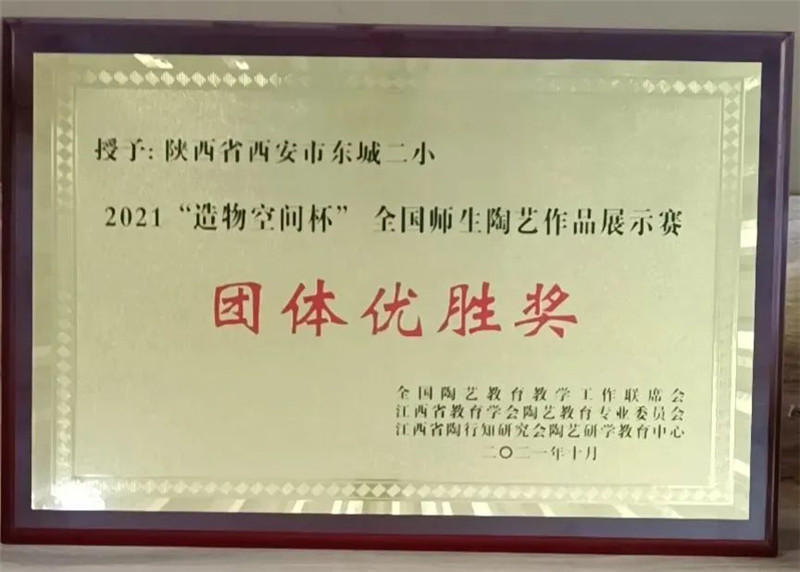 授予: 陕西省西安市东城二小
2021“造物空间杯” 全国师生陶艺作品展示赛
团体优胜奖
全国陶艺教育教学工作联席会
江西省教育学会陶艺教育专业委员会
江西省陶行知研究会陶艺研学教育中心
二〇二一年十月